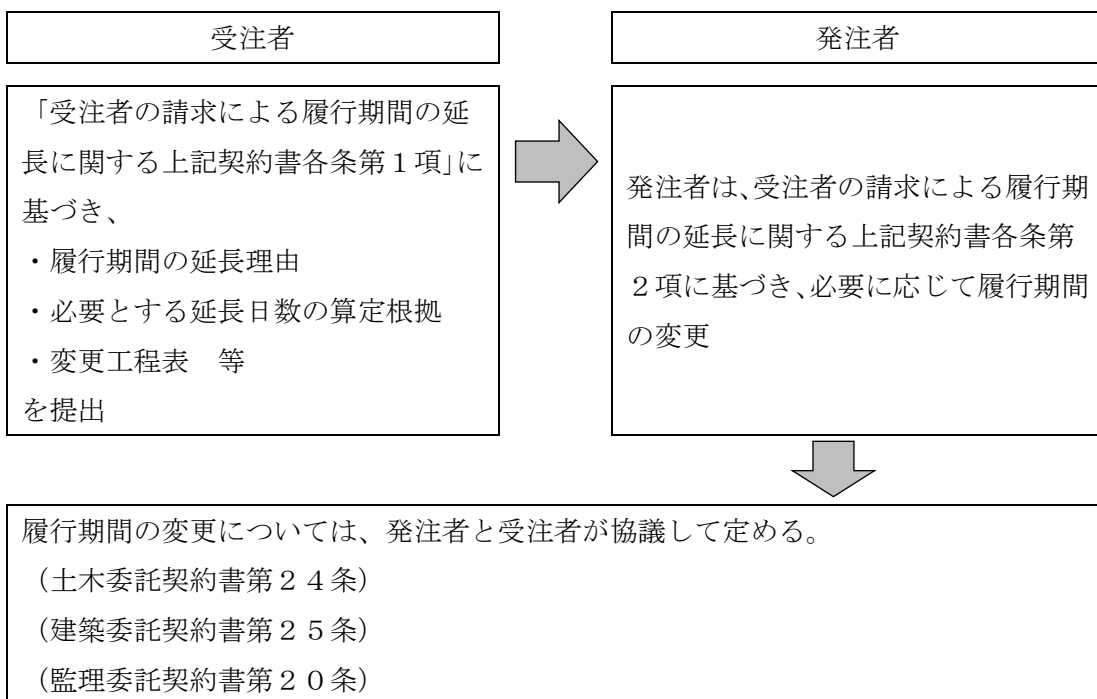 受注者
発注者
「受注者の請求による履行期間の延
長に関する上記契約書各条第１項」に
基づき、
・履行期間の延長理由
・必要とする延長日数の算定根拠
・変更工程表　等
を提出
発注者は、受注者の請求による履行期
間の延長に関する上記契約書各条第
２項に基づき、必要に応じて履行期間
の変更
履行期間の変更については、発注者と受注者が協議して定める。
（土木委託契約書第２４条）
（建築委託契約書第２５条）
（監理委託契約書第２０条）